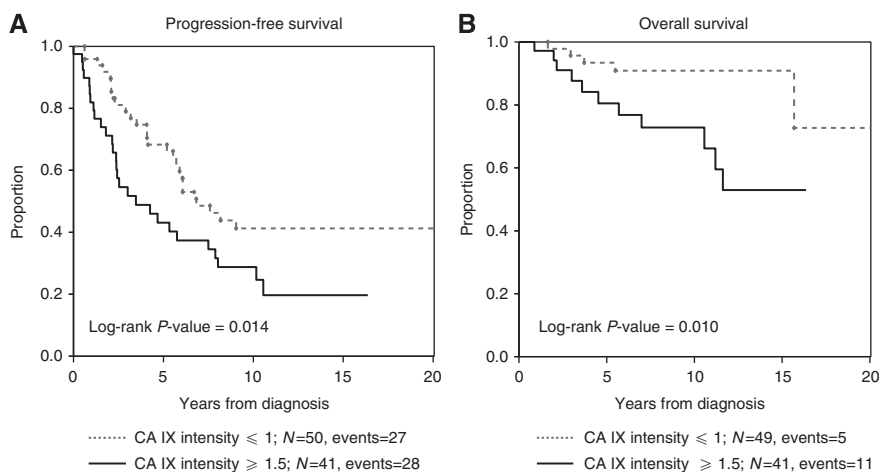 A
Progression-free survival
1.0
0.8
0.6
0.4
0.2
0.0
Proportion
Log-rank P-value = 0.014
0 5 10 15 20
Years from diagnosis
CA IX intensity ⩽ 1; N=50, events=27
CA IX intensity ⩾ 1.5; N=41, events=28
B
Overall survival
1.0
0.8
0.6
0.4
0.2
0.0
Proportion
Log-rank P-value = 0.010
0 5 10 15 20
Years from diagnosis
CA IX intensity ⩽ 1; N=49, events=5
CA IX intensity ⩾ 1.5; N=41, events=11